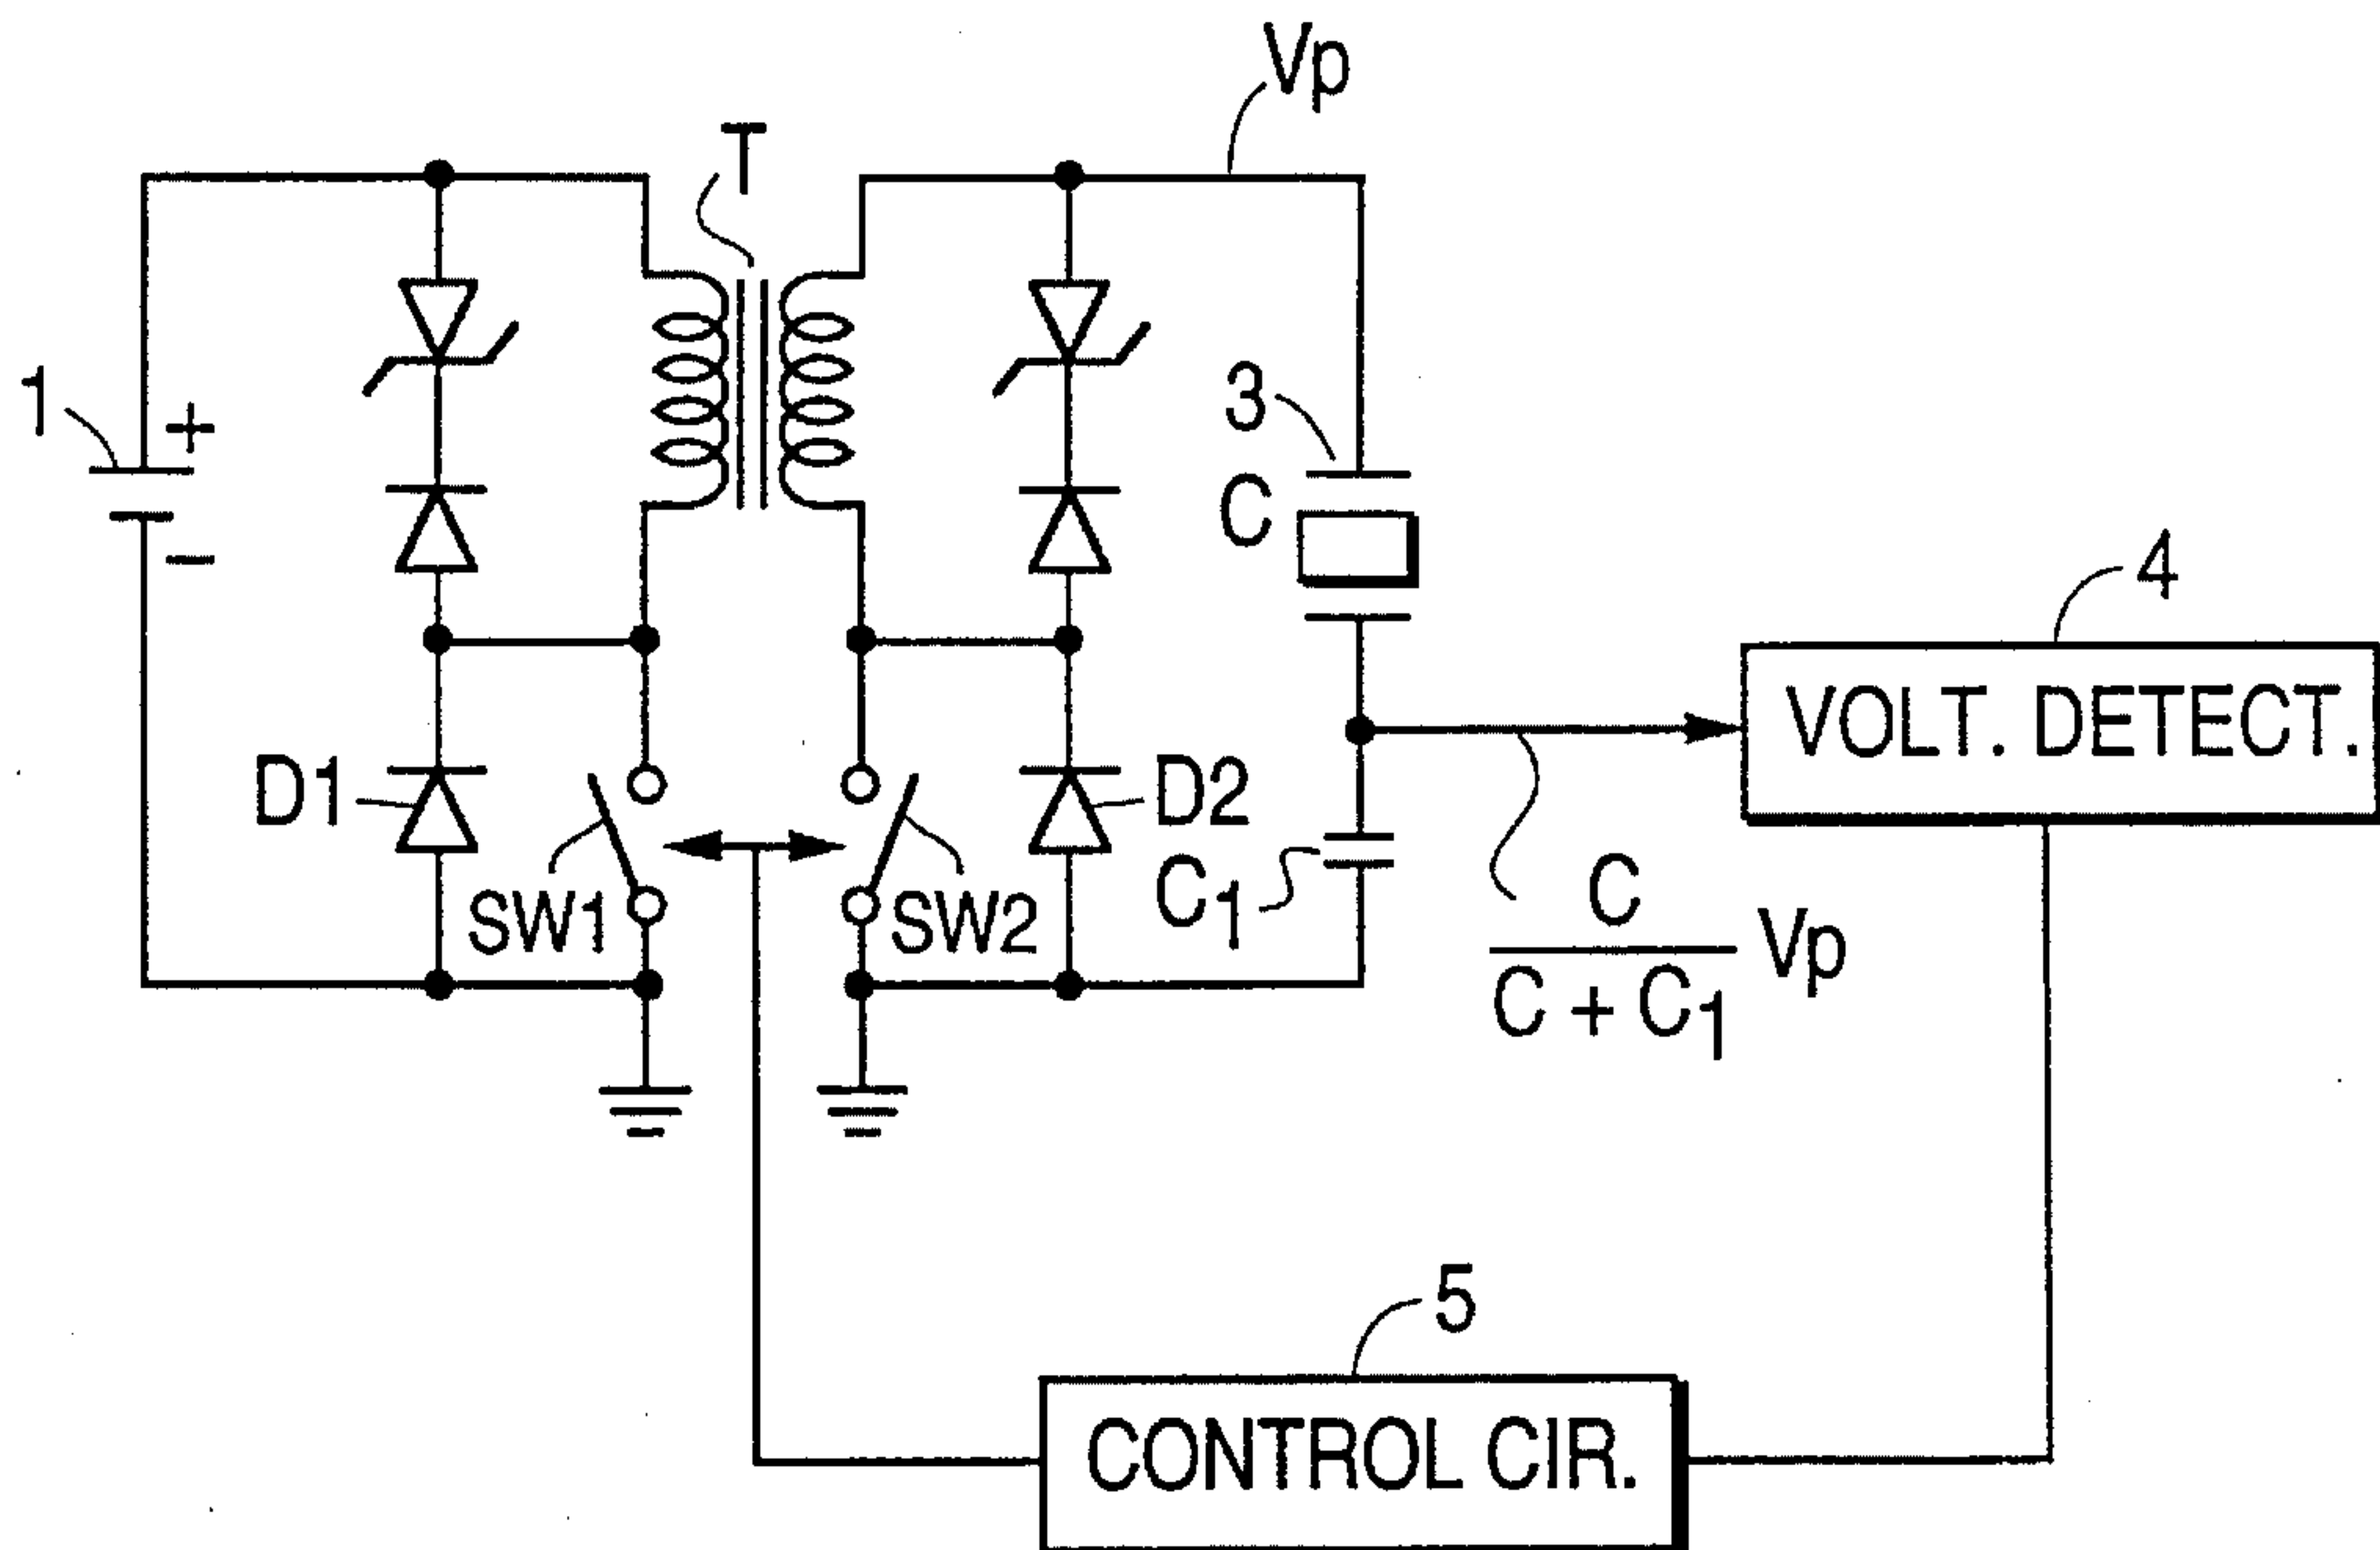 Vp
T
1
+
−
3
C
4
VOLT. DETECT.
D1
SW1
SW2
D2
C1
C
C + C1
Vp
5
CONTROL CIR.